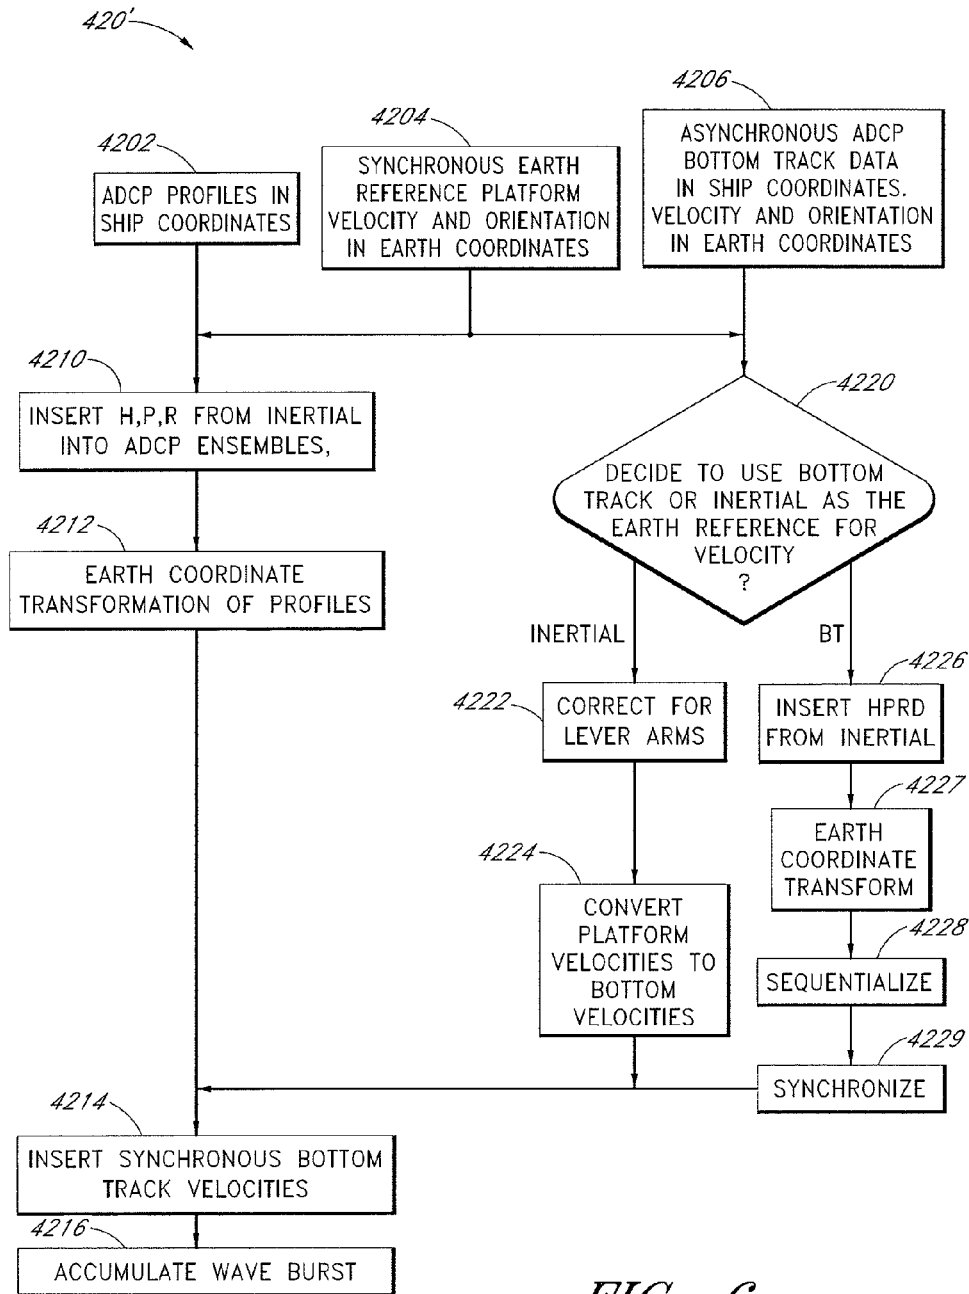 420'
4202
ADCP PROFILES IN
SHIP COORDINATES
4204
SYNCHRONOUS EARTH
REFERENCE PLATFORM
VELOCITY AND ORIENTATION
IN EARTH COORDINATES
4206
ASYNCHRONOUS ADCP
BOTTOM TRACK DATA
IN SHIP COORDINATES.
VELOCITY AND ORIENTATION
IN EARTH COORDINATES
4210
INSERT H,P,R FROM INERTIAL
INTO ADCP ENSEMBLES,
4212
EARTH COORDINATE
TRANSFORMATION OF PROFILES
4220
DECIDE TO USE BOTTOM
TRACK OR INERTIAL AS THE
EARTH REFERENCE FOR
VELOCITY
?
INERTIAL
BT
4222
CORRECT FOR
LEVER ARMS
4226
INSERT HPRD
FROM INERTIAL
4227
EARTH
COORDINATE
TRANSFORM
4224
CONVERT
PLATFORM
VELOCITIES TO
BOTTOM
VELOCITIES
4228
SEQUENTIALIZE
4229
SYNCHRONIZE
4214
INSERT SYNCHRONOUS BOTTOM
TRACK VELOCITIES
4216
ACCUMULATE WAVE BURST
FIG. 6